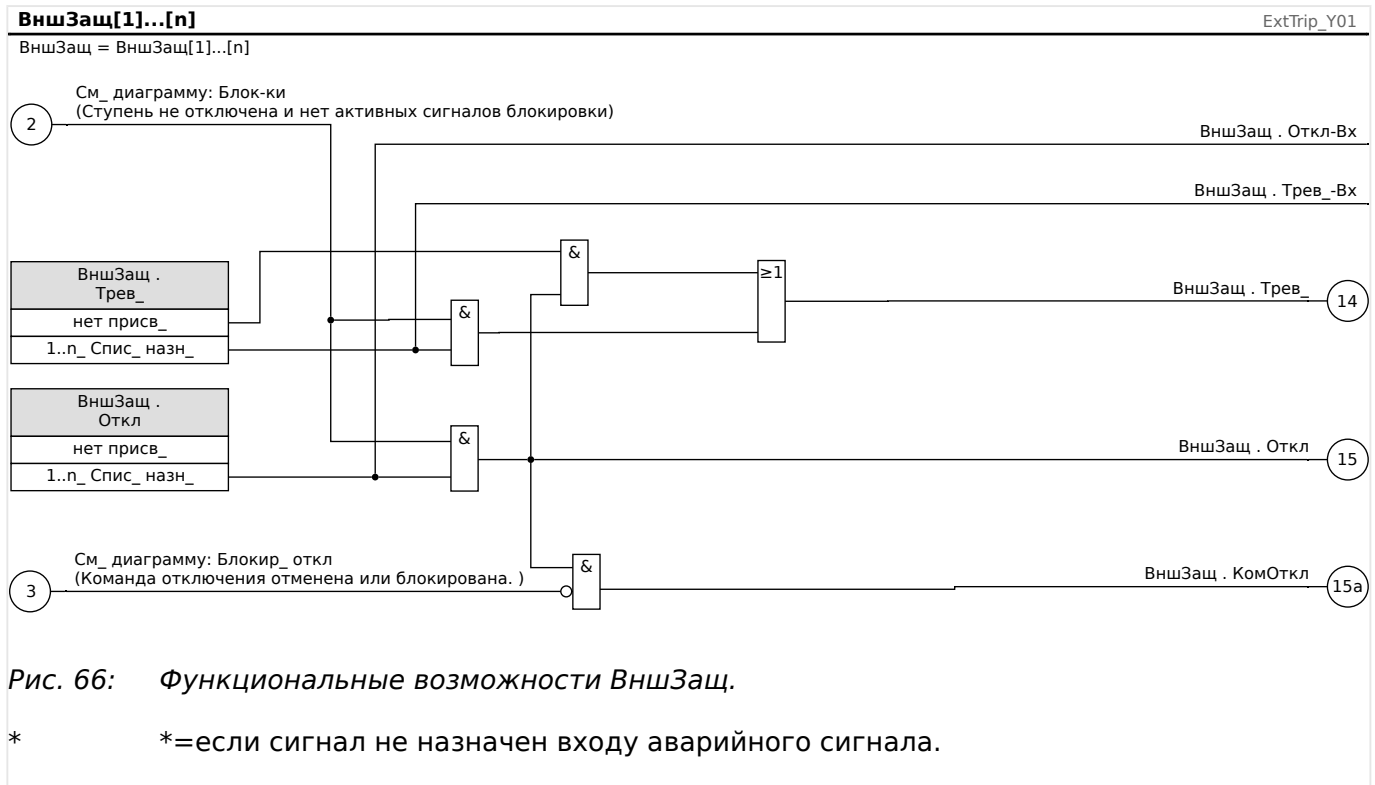 ВншЗащ[1]...[n]
ExtTrip_Y01
ВншЗащ = ВншЗащ[1]...[n]
См_ диаграмму: Блок-ки
(Ступень не отключена и нет активных сигналов блокировки)
2
ВншЗащ . Откл-Вх
ВншЗащ . Трев_-Вх
&
ВншЗащ .
Трев_
≥1
ВншЗащ . Трев_
14
нет присв_
&
1..n_ Спис_ назн_
ВншЗащ .
Откл
&
нет присв_
ВншЗащ . Откл
15
1..n_ Спис_ назн_
См_ диаграмму: Блокир_ откл
(Команда отключения отменена или блокирована. )
3
&
ВншЗащ . КомОткл
15a
Рис. 66: Функциональные возможности ВншЗащ.
* *=если сигнал не назначен входу аварийного сигнала.